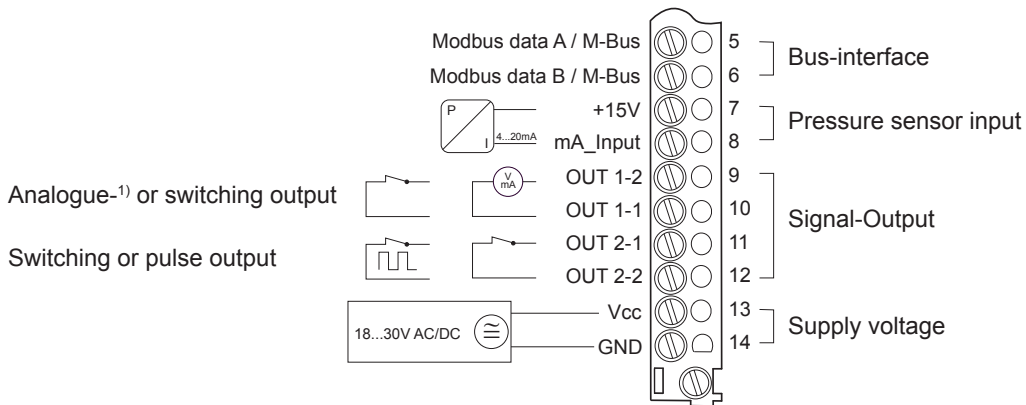 Modbus data A / M-Bus 5
Modbus data B / M-Bus 6
Bus-interface
P
I
4...20mA
+15V 7
mA_Input 8
Pressure sensor input
Analogue-¹⁾ or switching output
V
mA
OUT 1-2 9
OUT 1-1 10
Switching or pulse output
OUT 2-1 11
OUT 2-2 12
Signal-Output
18...30V AC/DC
Vcc 13
GND 14
Supply voltage